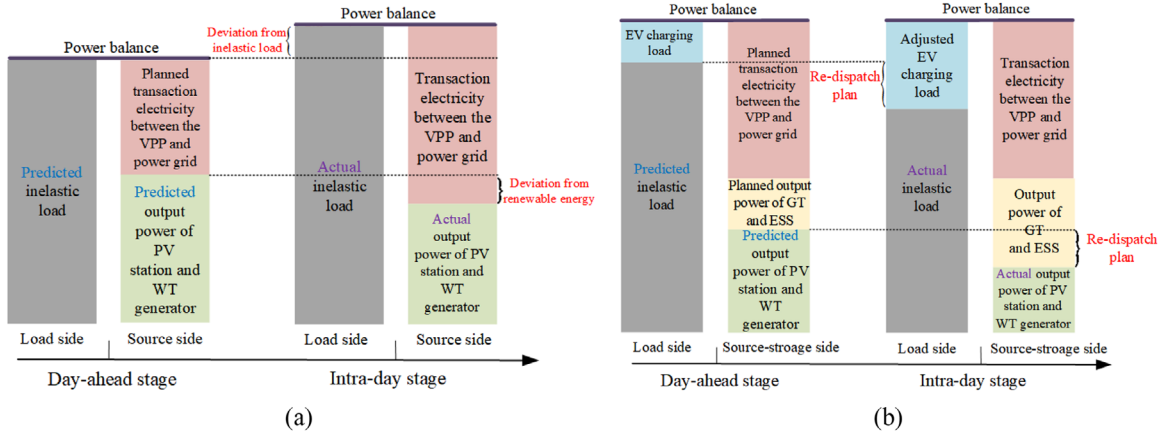 Power balance
Predicted
inelastic
load
Planned
transaction
electricity
between the
VPP and
power grid
Predicted
output
power of
PV
station and
WT
generator
Load side
Source side
Day-ahead stage
Power balance
Deviation from
inelastic load
Actual
inelastic
load
Transaction
electricity
between the
VPP and
power grid
Deviation from
renewable energy
Actual
output
power of PV
station and
WT
generator
Load side
Source side
Intra-day stage
(a)
Power balance
EV charging
load
Predicted
inelastic
load
Planned
transaction
electricity
between the
VPP and
power grid
Planned output
power of GT
and ESS
Predicted
output
power of PV
station and
WT
generator
Load side
Source-stroage side
Day-ahead stage
Power balance
Re-dispatch
plan
Adjusted
EV
charging
load
Actual
inelastic
load
Transaction
electricity
between the
VPP and
power grid
Output
power of
GT
and ESS
Re-dispatch
plan
Actual output
power of PV
station and
WT generator
Load side
Source-stroage side
Intra-day stage
(b)